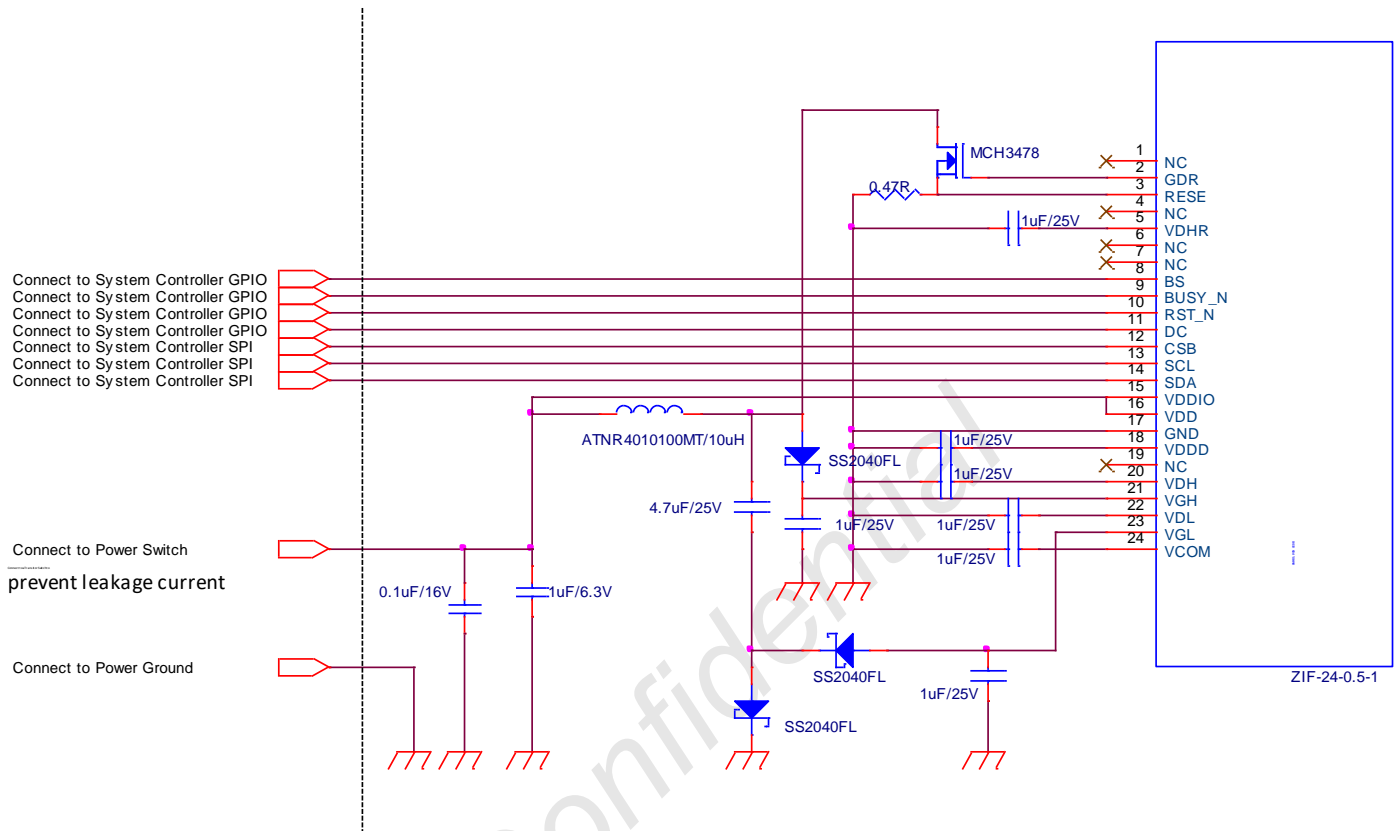 MCH3478
0.47R
1uF/25V
1
2
3
4
5
6
7
8
9
10
11
12
13
14
15
16
17
18
19
20
21
22
23
24
NC
GDR
RESE
NC
VDHR
NC
NC
BS
BUSY_N
RST_N
DC
CSB
SCL
SDA
VDDIO
VDD
GND
VDDD
NC
VDH
VGH
VDL
VGL
VCOM
Connect to System Controller GPIO
Connect to System Controller GPIO
Connect to System Controller GPIO
Connect to System Controller GPIO
Connect to System Controller SPI
Connect to System Controller SPI
Connect to System Controller SPI
ATNR4010100MT/10uH
SS2040FL
1uF/25V
1uF/25V
4.7uF/25V
1uF/25V
1uF/25V
1uF/25V
Connect to Power Switch
prevent leakage current
0.1uF/16V
1uF/6.3V
Connect to Power Ground
SS2040FL
1uF/25V
SS2040FL
ZIF-24-0.5-1
Confidential